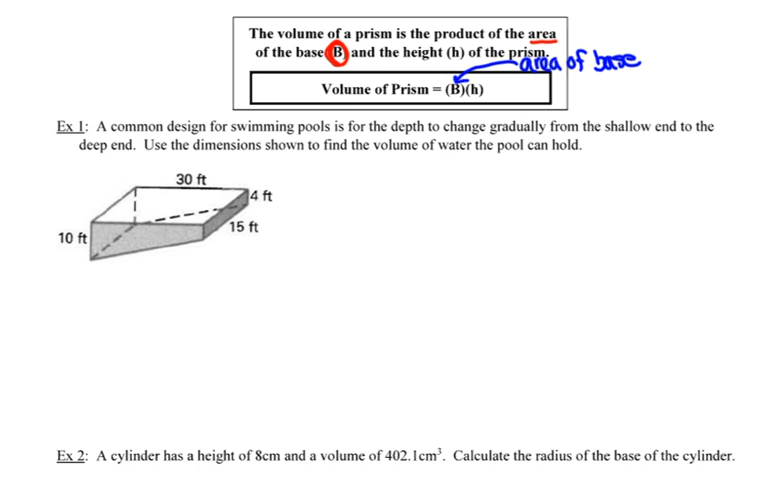 The volume of a prism is the product of the area
of the base (B) and the height (h) of the prism.
area of base
Volume of Prism = (B)(h)
Ex 1: A common design for swimming pools is for the depth to change gradually from the shallow end to the
deep end. Use the dimensions shown to find the volume of water the pool can hold.
30 ft
4 ft
15 ft
10 ft
Ex 2: A cylinder has a height of 8cm and a volume of 402.1cm³. Calculate the radius of the base of the cylinder.